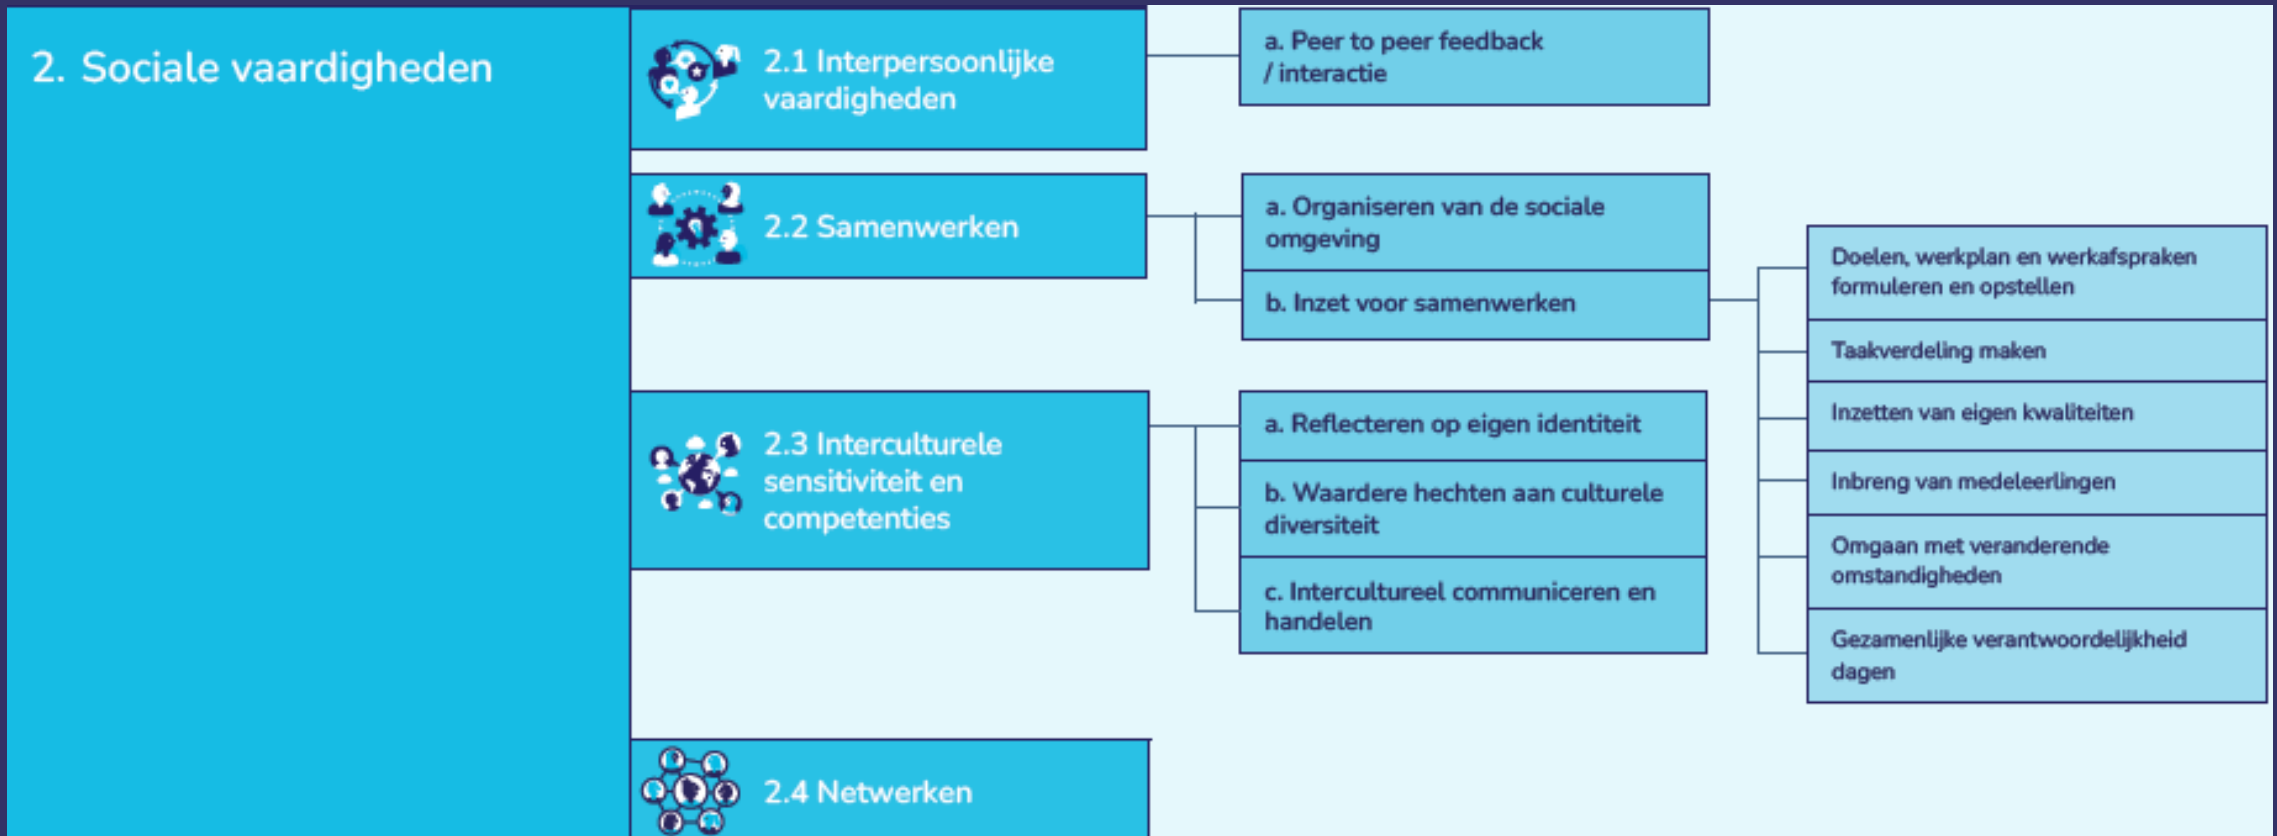 2. Sociale vaardigheden
2.1 Interpersoonlijke
vaardigheden
a. Peer to peer feedback
/ interactie
2.2 Samenwerken
a. Organiseren van de sociale
omgeving
b. Inzet voor samenwerken
Doelen, werkplan en werkafspraken
formuleren en opstellen
Taakverdeling maken
Inzetten van eigen kwaliteiten
Inbreng van medeleerlingen
Omgaan met veranderende
omstandigheden
Gezamenlijke verantwoordelijkheid
dagen
2.3 Interculturele
sensitiviteit en
competenties
a. Reflecteren op eigen identiteit
b. Waardere hechten aan culturele
diversiteit
c. Intercultureel communiceren en
handelen
2.4 Netwerken